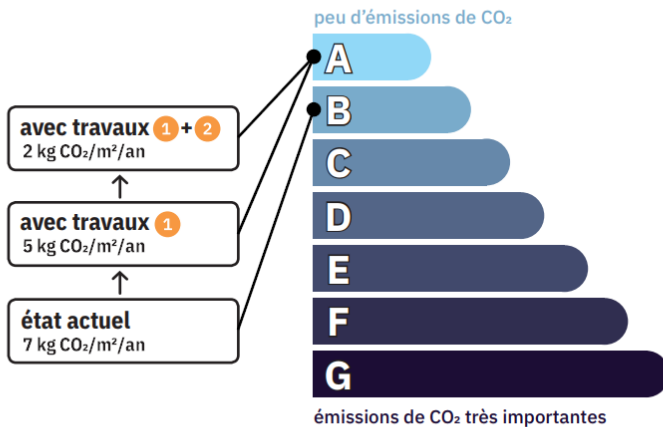 peu d'émissions de CO₂
A
B
C
D
E
F
G
émissions de CO₂ très importantes
avec travaux 1 + 2
2 kg CO₂/m²/an
avec travaux 1
5 kg CO₂/m²/an
état actuel
7 kg CO₂/m²/an